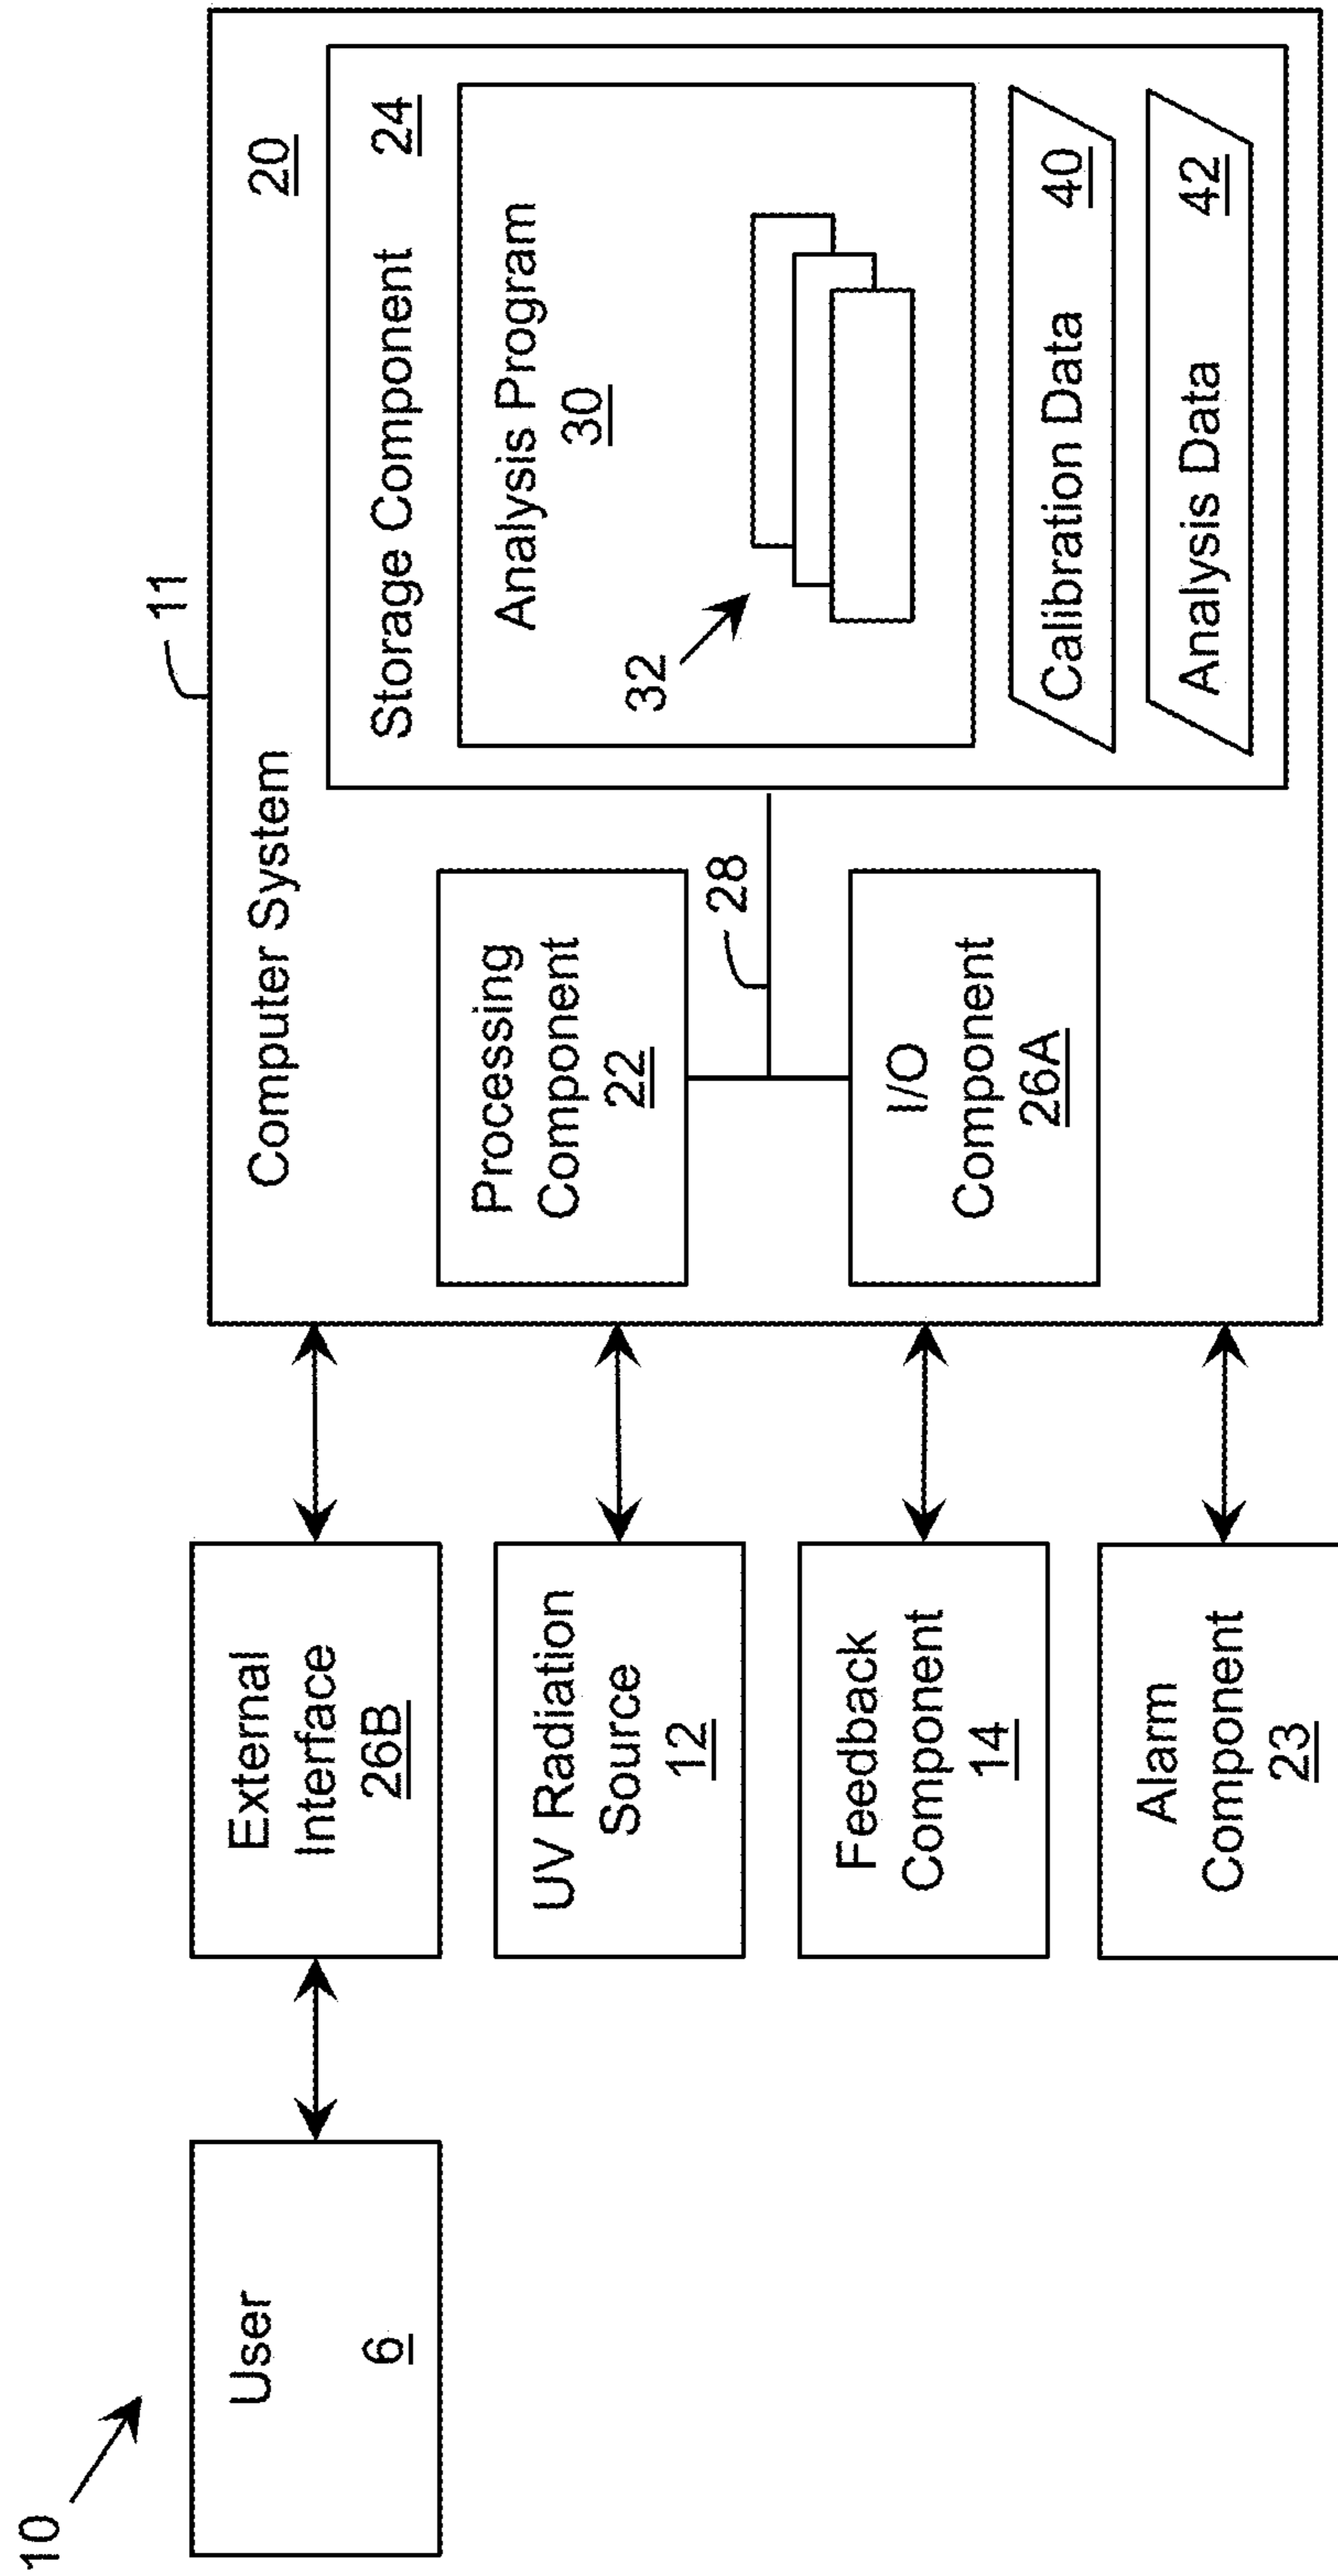 10
User
6
External
Interface
26B
UV Radiation
Source
12
Feedback
Component
14
Alarm
Component
23
11
Computer System
20
Processing
Component
22
28
I/O
Component
26A
Storage Component
24
Analysis Program
30
32
Calibration Data
40
Analysis Data
42